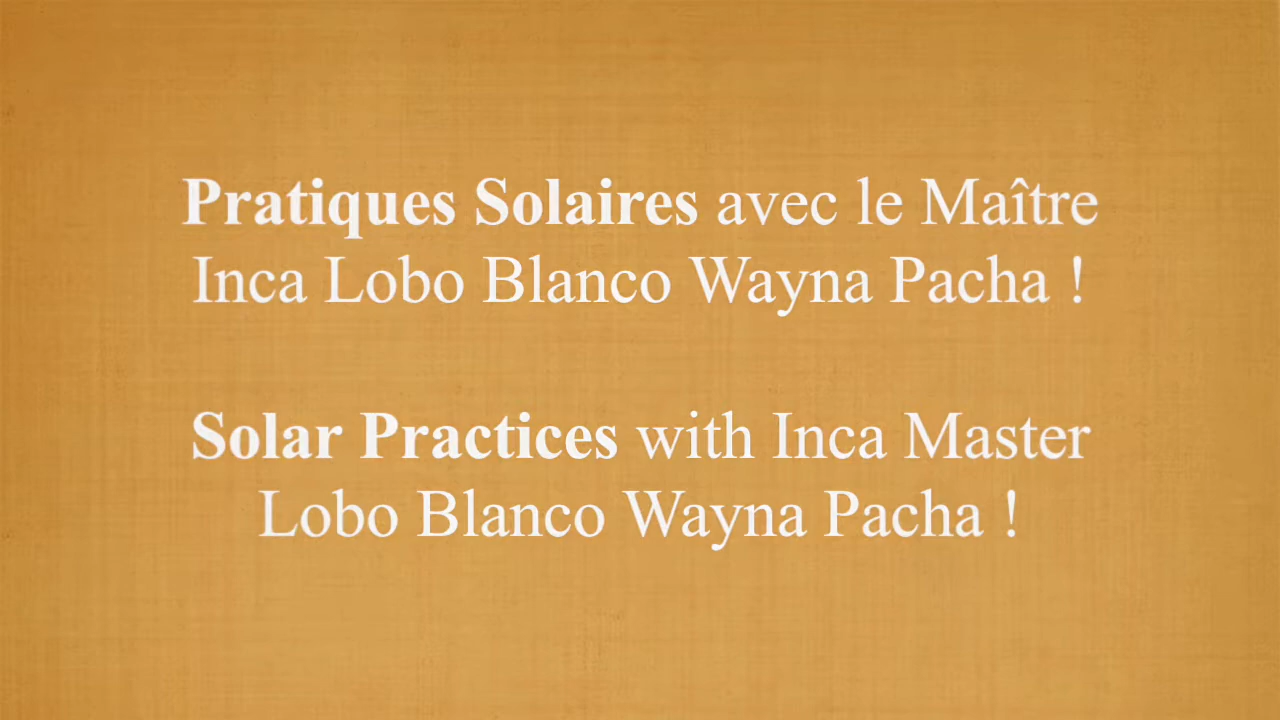 Pratiques Solaires avec le Maître
Inca Lobo Blanco Wayna Pacha !
Solar Practices with Inca Master
Lobo Blanco Wayna Pacha !